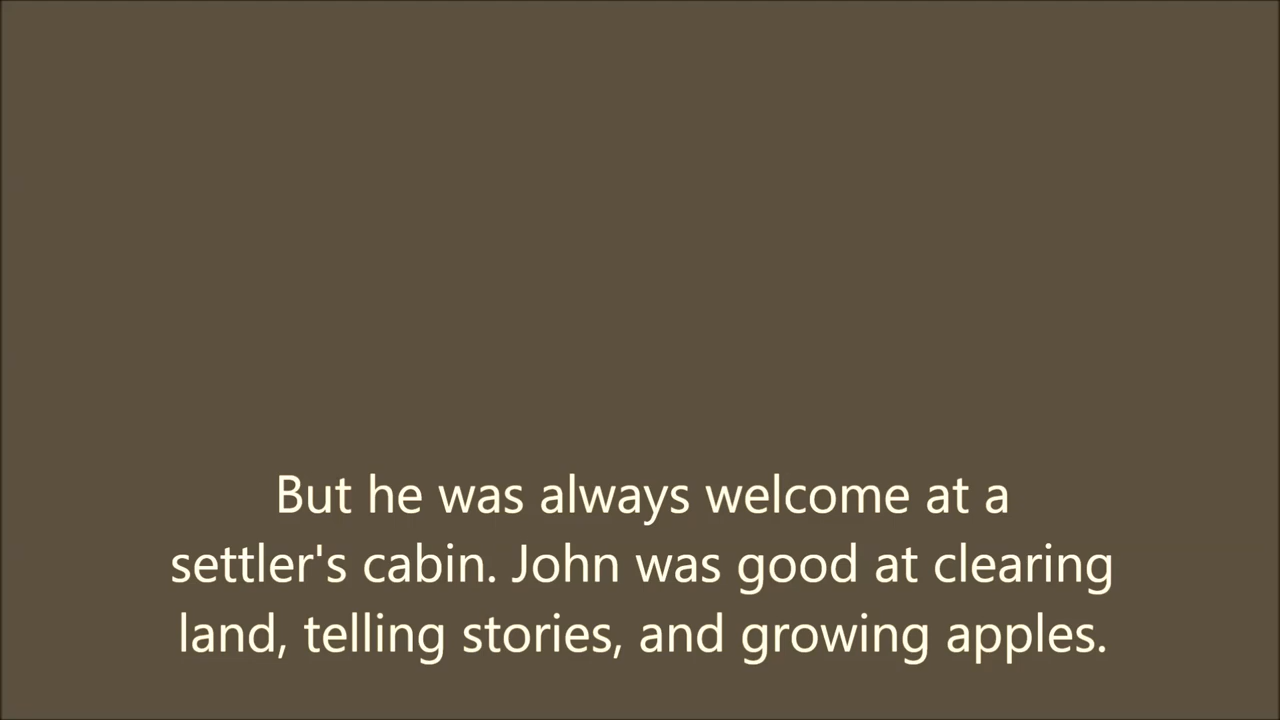 But he was always welcome at a
settler's cabin. John was good at clearing
land, telling stories, and growing apples.